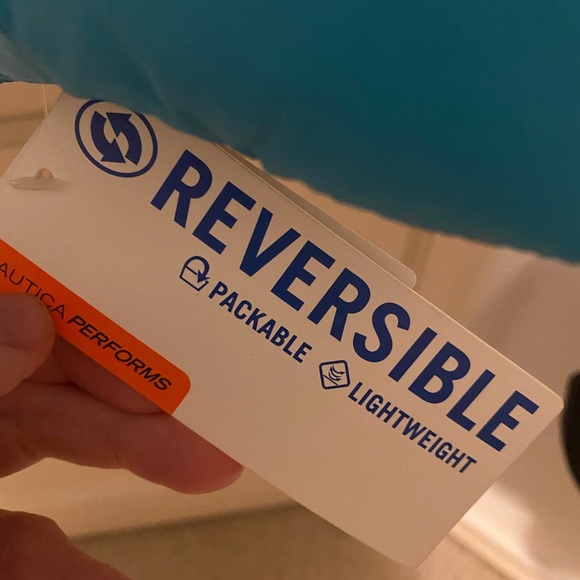 REVERSIBLE
PACKABLE LIGHTWEIGHT
AUTICA PERFORMS